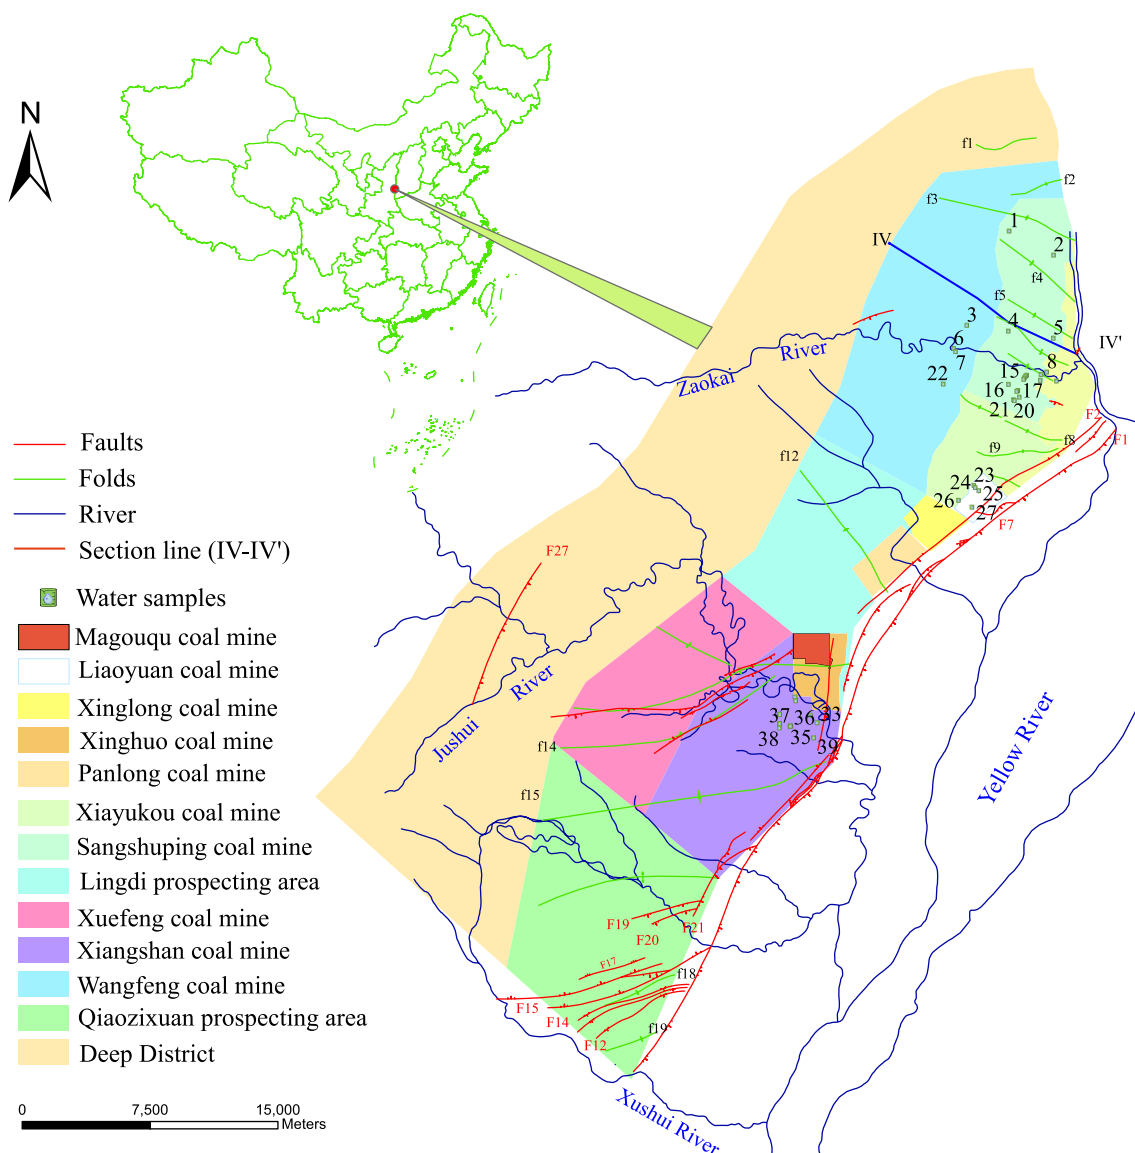 N
f1
f2
f3
1
IV
2
f4
f5
3
4
5
IV'
6
River
7
8
Zaokai
22
15
16
17
21
20
F2
f8
F1
f9
f12
23
24
25
26
27
F7
F27
River
Jushui
37
36
33
38
35
39
f14
f15
Yellow River
F19
F21
F20
F17
f18
F15
F14
f19
F12
Xushui River
Faults
Folds
River
Section line (IV-IV')
Water samples
Magouqu coal mine
Liaoyuan coal mine
Xinglong coal mine
Xinghuo coal mine
Panlong coal mine
Xiayukou coal mine
Sangshuping coal mine
Lingdi prospecting area
Xuefeng coal mine
Xiangshan coal mine
Wangfeng coal mine
Qiaozixuan prospecting area
Deep District
0 7,500 15,000
Meters